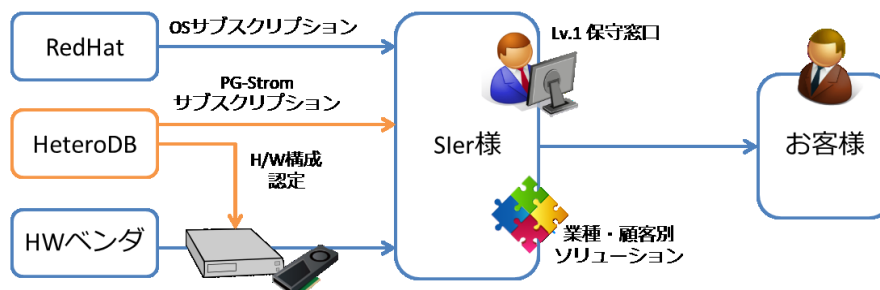 RedHat
OSサブスクリプション
PG-Strom
サブスクリプション
HeteroDB
H/W構成
認定
HWベンダ
SIer様
Lv.1 保守窓口
業種・顧客別
ソリューション
お客様